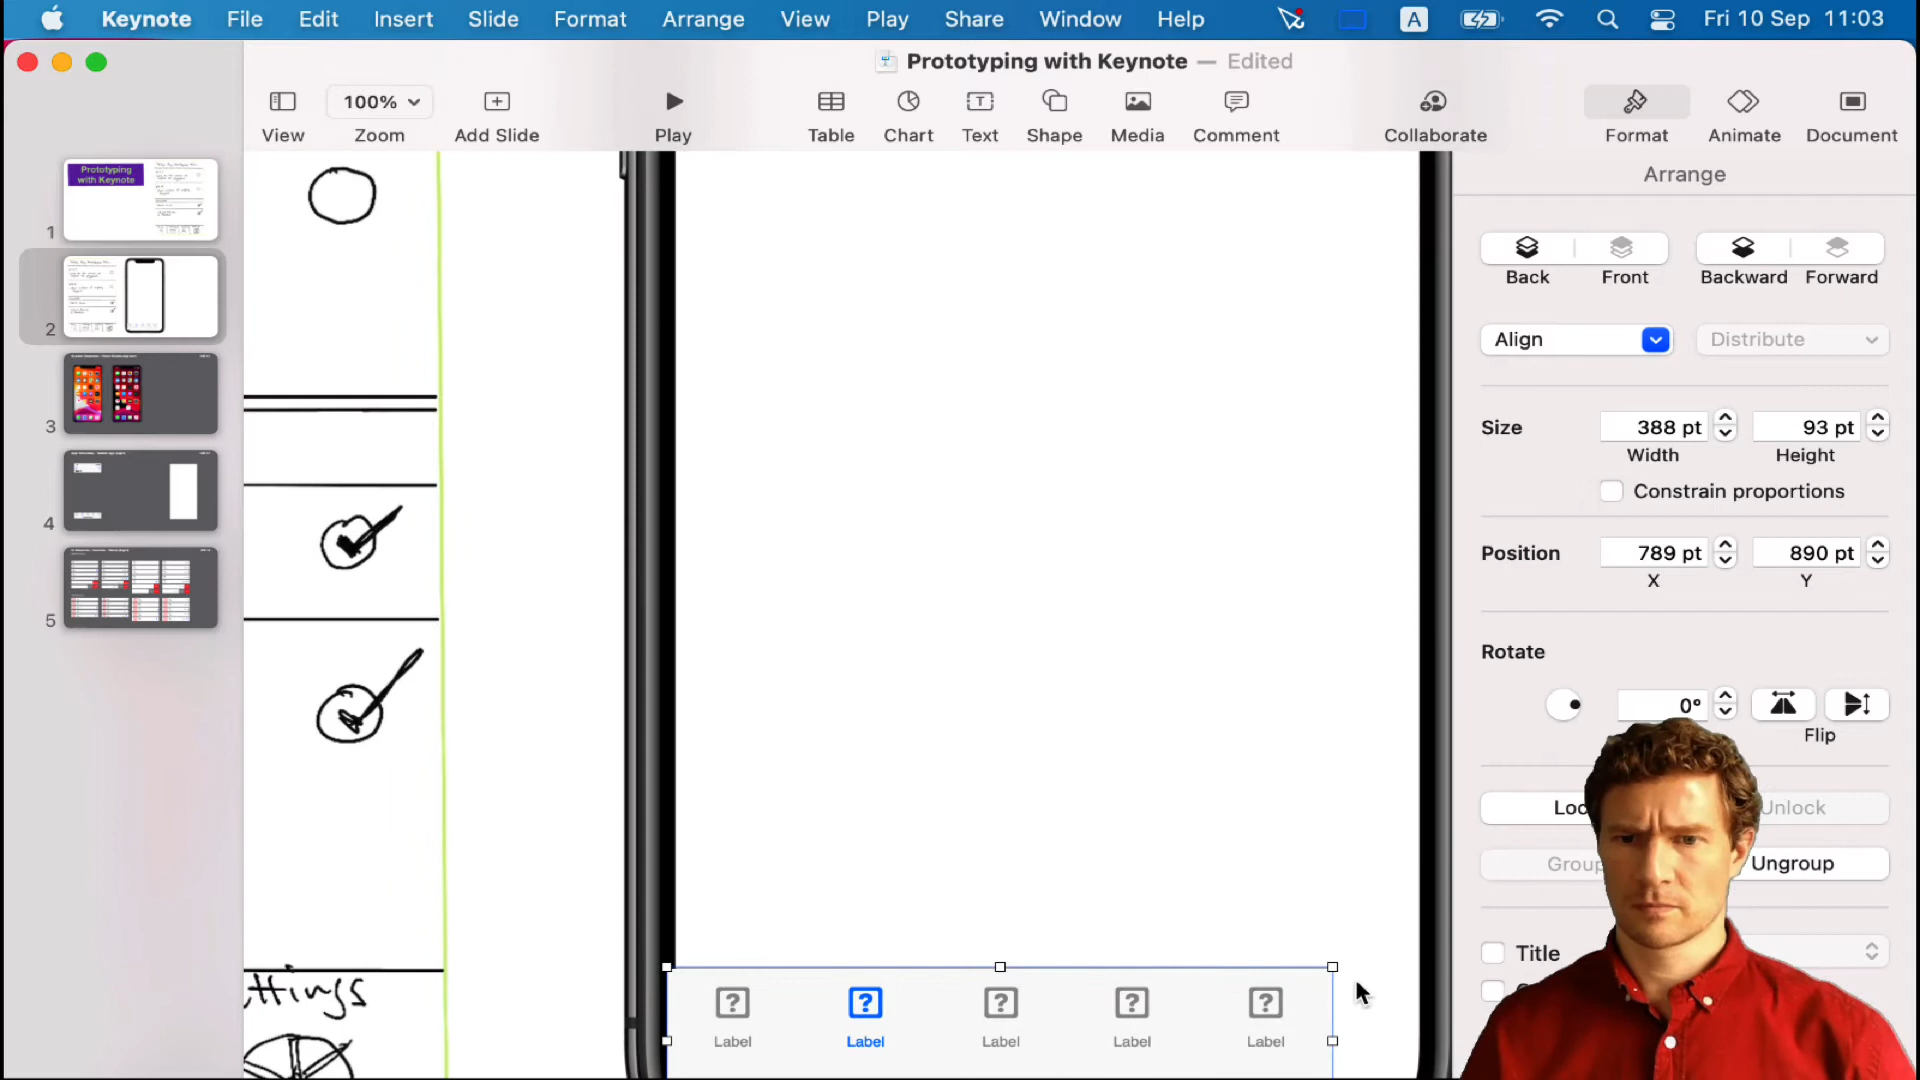 Keynote File Edit Insert Slide Format Arrange View Play Share Window Help A Fri 10 Sep 11:03
Prototyping with Keynote — Edited
100%
View Zoom Add Slide Play Table Chart Text Shape Media Comment Collaborate Format Animate Document
Arrange
Prototyping
with Keynote
1
2
3
4
5
Back Front Backward Forward
Align Distribute
Size 388 pt 93 pt
Width Height
Constrain proportions
Position 789 pt 890 pt
X Y
Rotate
0°
Flip
Unlock
Ungroup
Title
? ? ? ? ?
Label Label Label Label Label